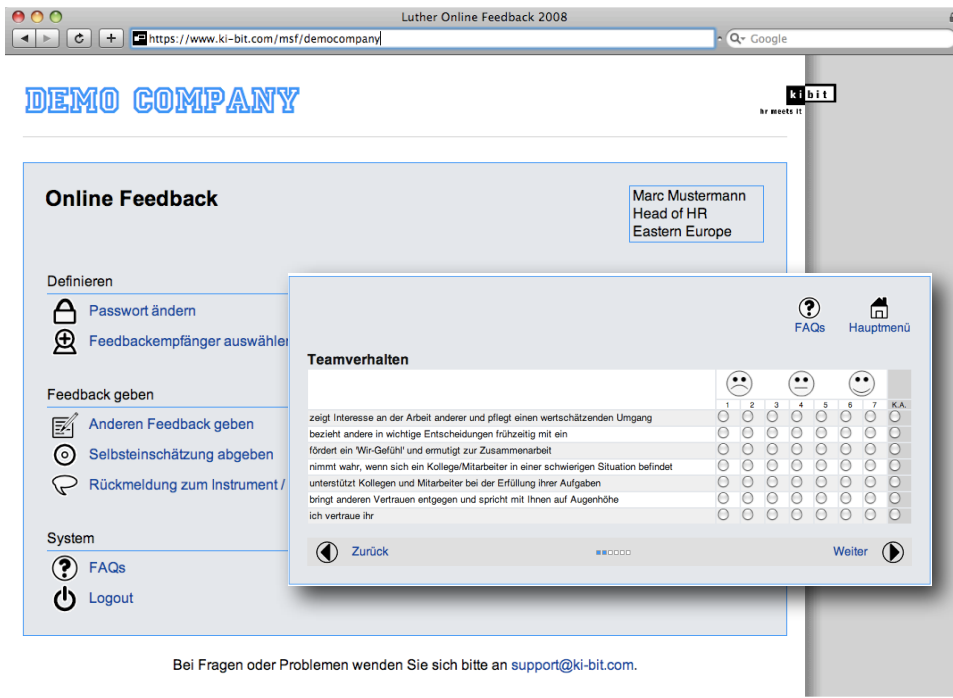 Luther Online Feedback 2008
https://www.ki-bit.com/msf/democompany
Google
DEMO COMPANY
kibit
hr meets it
Online Feedback
Marc Mustermann
Head of HR
Eastern Europe
Definieren
Passwort ändern
Feedbackempfänger auswählen
Feedback geben
Anderen Feedback geben
Selbsteinschätzung abgeben
Rückmeldung zum Instrument /
System
FAQs
Logout
FAQs Hauptmenü
Teamverhalten
1 2 3 4 5 6 7 K.A.
zeigt Interesse an der Arbeit anderer und pflegt einen wertschätzenden Umgang
bezieht andere in wichtige Entscheidungen frühzeitig mit ein
fördert ein 'Wir-Gefühl' und ermutigt zur Zusammenarbeit
nimmt wahr, wenn sich ein Kollege/Mitarbeiter in einer schwierigen Situation befindet
unterstützt Kollegen und Mitarbeiter bei der Erfüllung ihrer Aufgaben
bringt anderen Vertrauen entgegen und spricht mit Ihnen auf Augenhöhe
ich vertraue ihr
Zurück Weiter
Bei Fragen oder Problemen wenden Sie sich bitte an support@ki-bit.com.